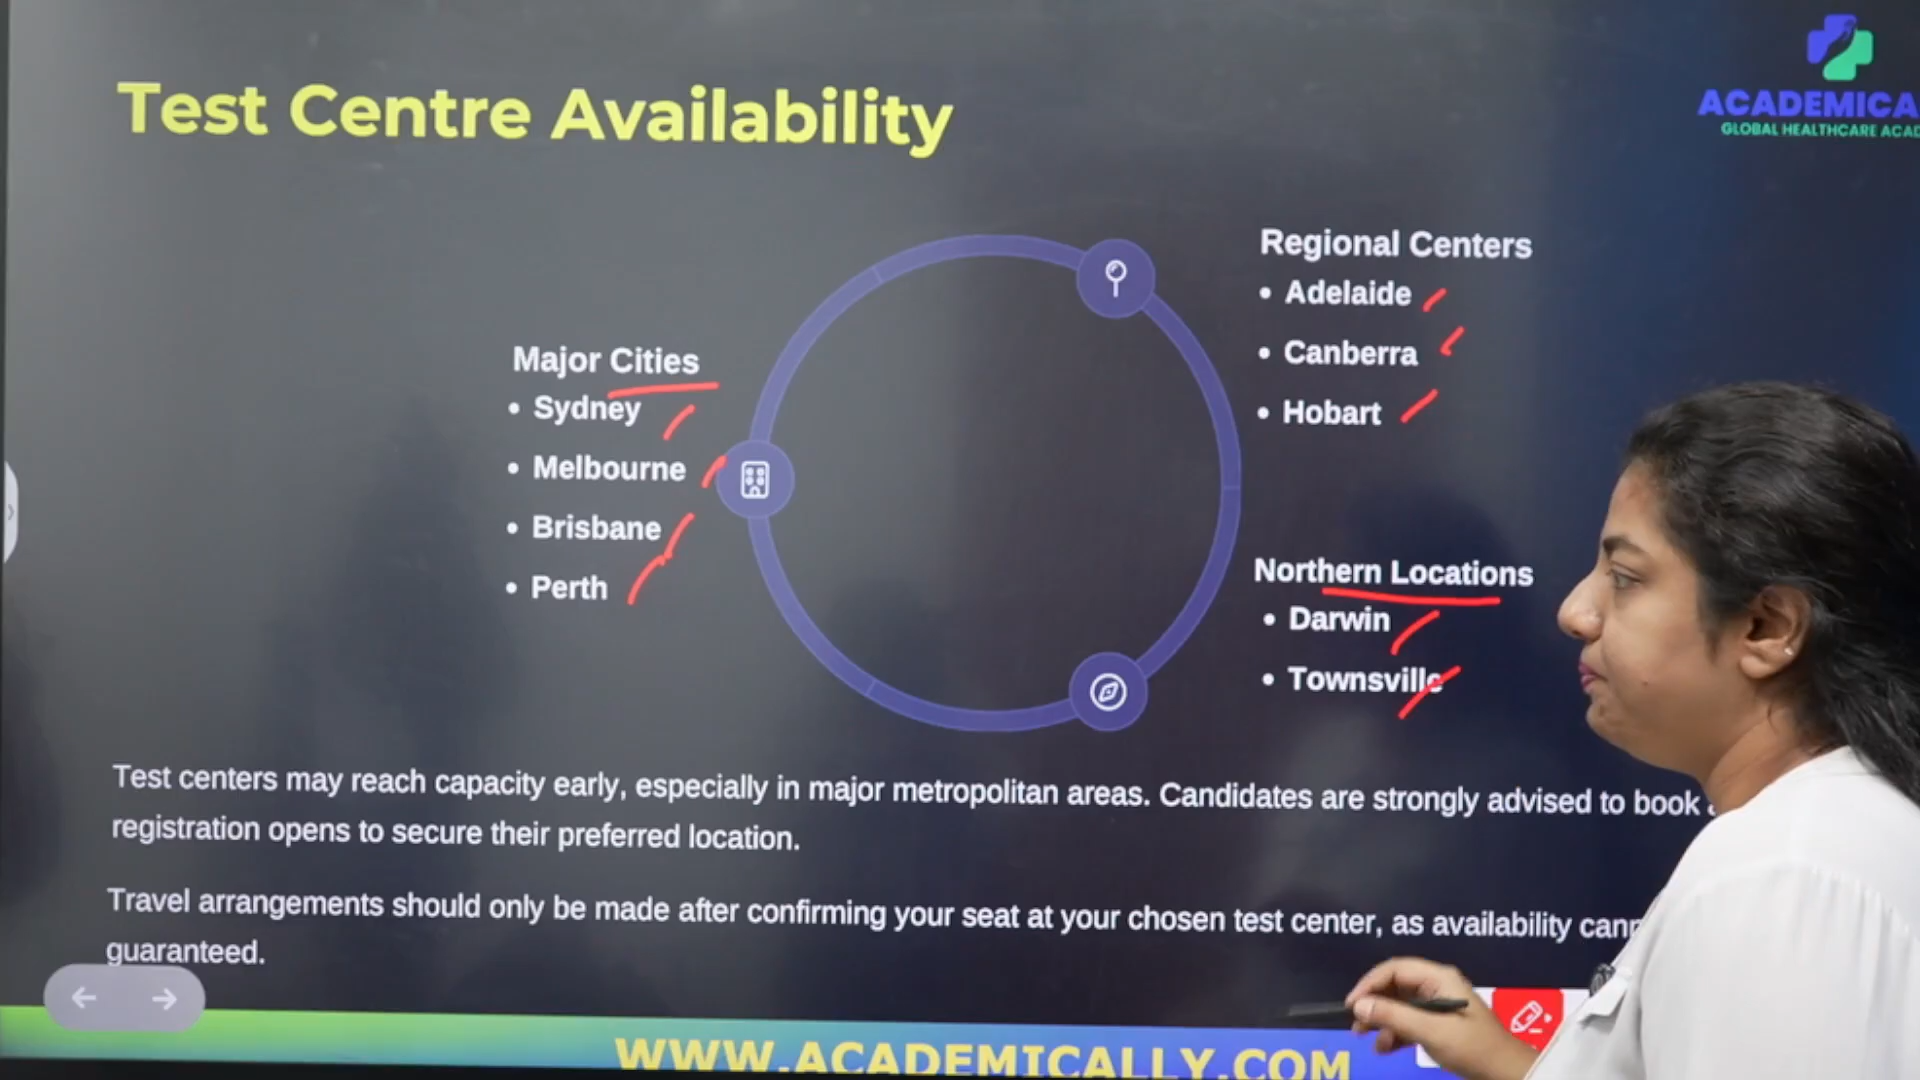 Test Centre Availability
ACADEMICA
GLOBAL HEALTHCARE ACAD
Major Cities
• Sydney
• Melbourne
• Brisbane
• Perth
Regional Centers
• Adelaide
• Canberra
• Hobart
Northern Locations
• Darwin
• Townsville
Test centers may reach capacity early, especially in major metropolitan areas. Candidates are strongly advised to book
registration opens to secure their preferred location.
Travel arrangements should only be made after confirming your seat at your chosen test center, as availability
guaranteed.
WWW.ACADEMICALLY.COM